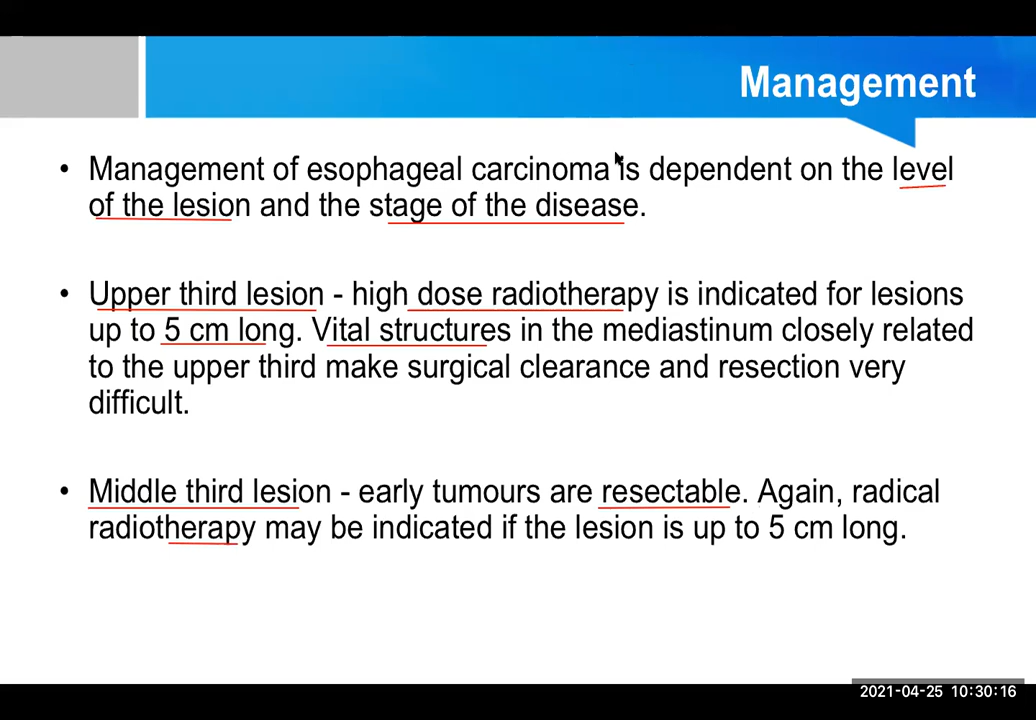 Management
• Management of esophageal carcinoma is dependent on the level
of the lesion and the stage of the disease.
• Upper third lesion - high dose radiotherapy is indicated for lesions
up to 5 cm long. Vital structures in the mediastinum closely related
to the upper third make surgical clearance and resection very
difficult.
• Middle third lesion - early tumours are resectable. Again, radical
radiotherapy may be indicated if the lesion is up to 5 cm long.
2021-04-25 10:30:16